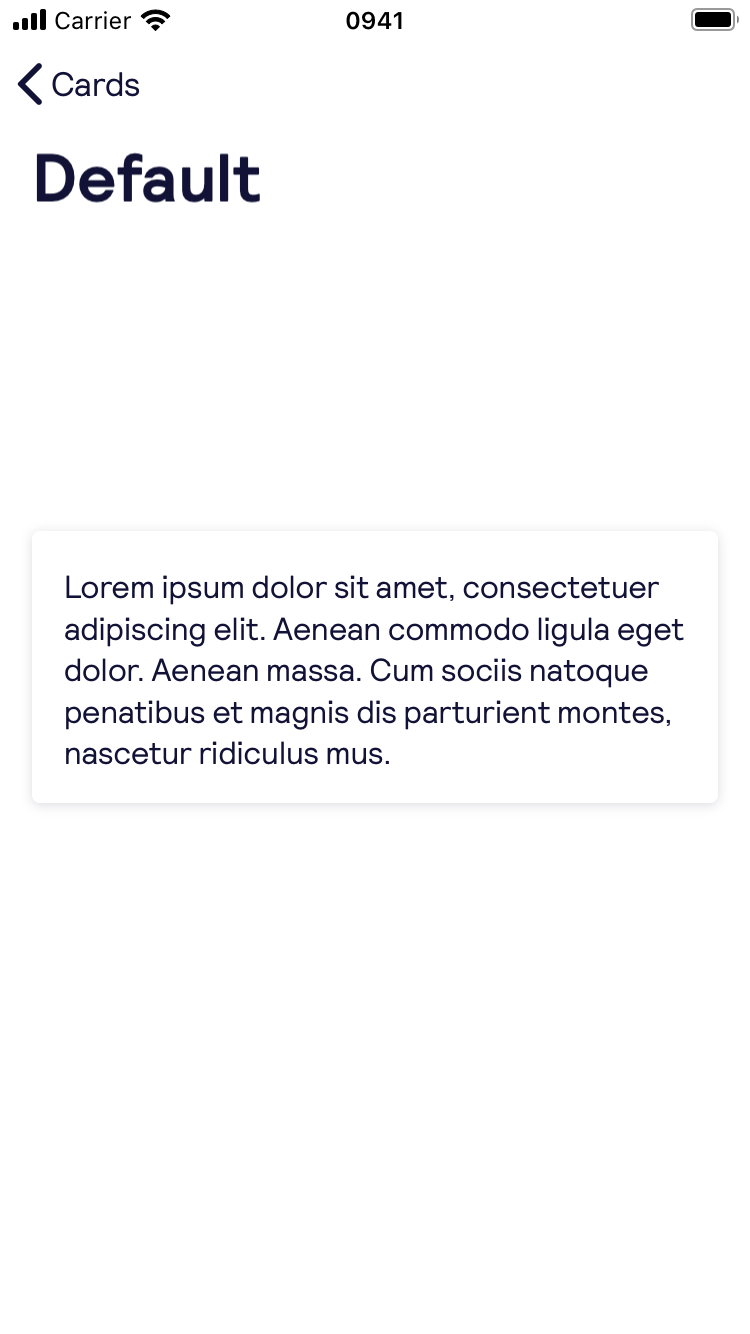 Carrier 0941
Cards
Default
Lorem ipsum dolor sit amet, consectetuer
adipiscing elit. Aenean commodo ligula eget
dolor. Aenean massa. Cum sociis natoque
penatibus et magnis dis parturient montes,
nascetur ridiculus mus.